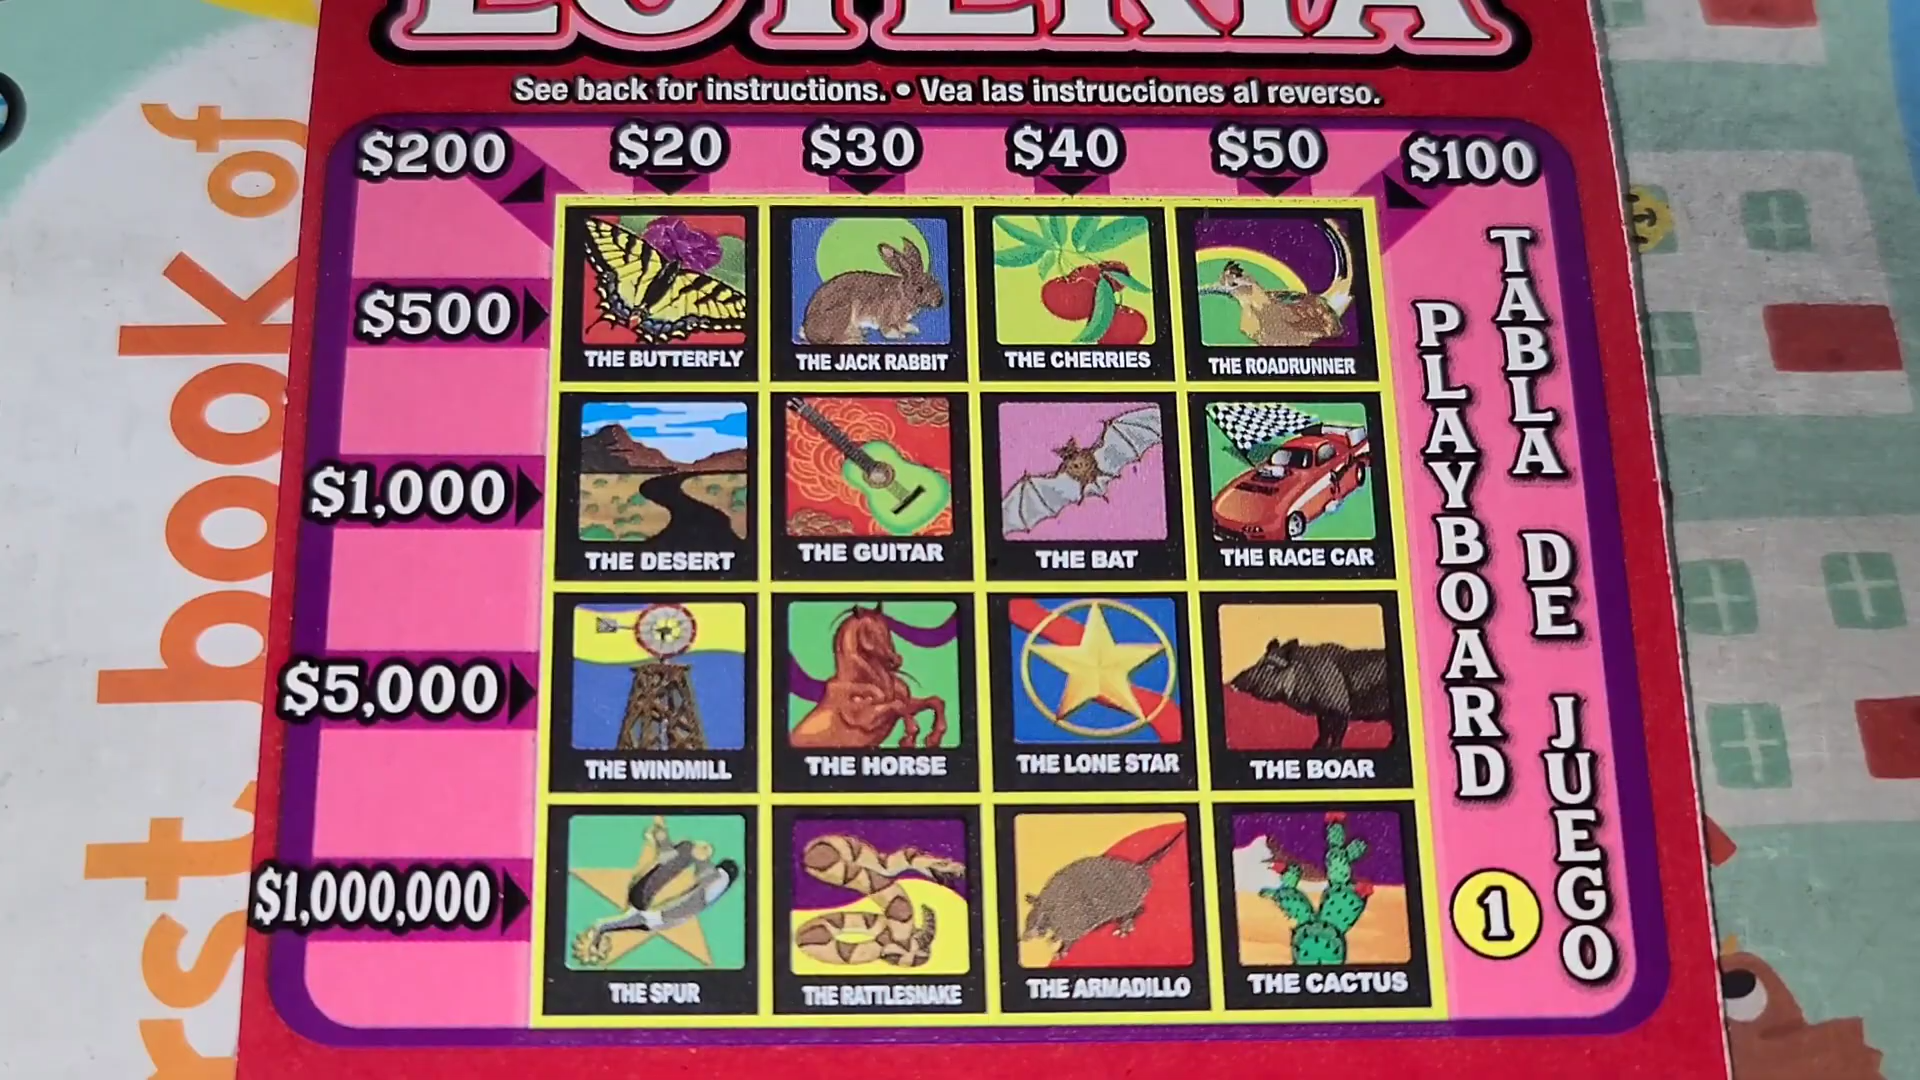 LOTERIA
See back for instructions. • Vea las instrucciones al reverso.
$200 $20 $30 $40 $50 $100
$500
$1,000
$5,000
$1,000,000
THE BUTTERFLY THE JACK RABBIT THE CHERRIES THE ROADRUNNER
THE DESERT THE GUITAR THE BAT THE RACE CAR
THE WINDMILL THE HORSE THE LONE STAR THE BOAR
THE SPUR THE RATTLESNAKE THE ARMADILLO THE CACTUS
PLAYBOARD
TABLA DE JUEGO
1
book of